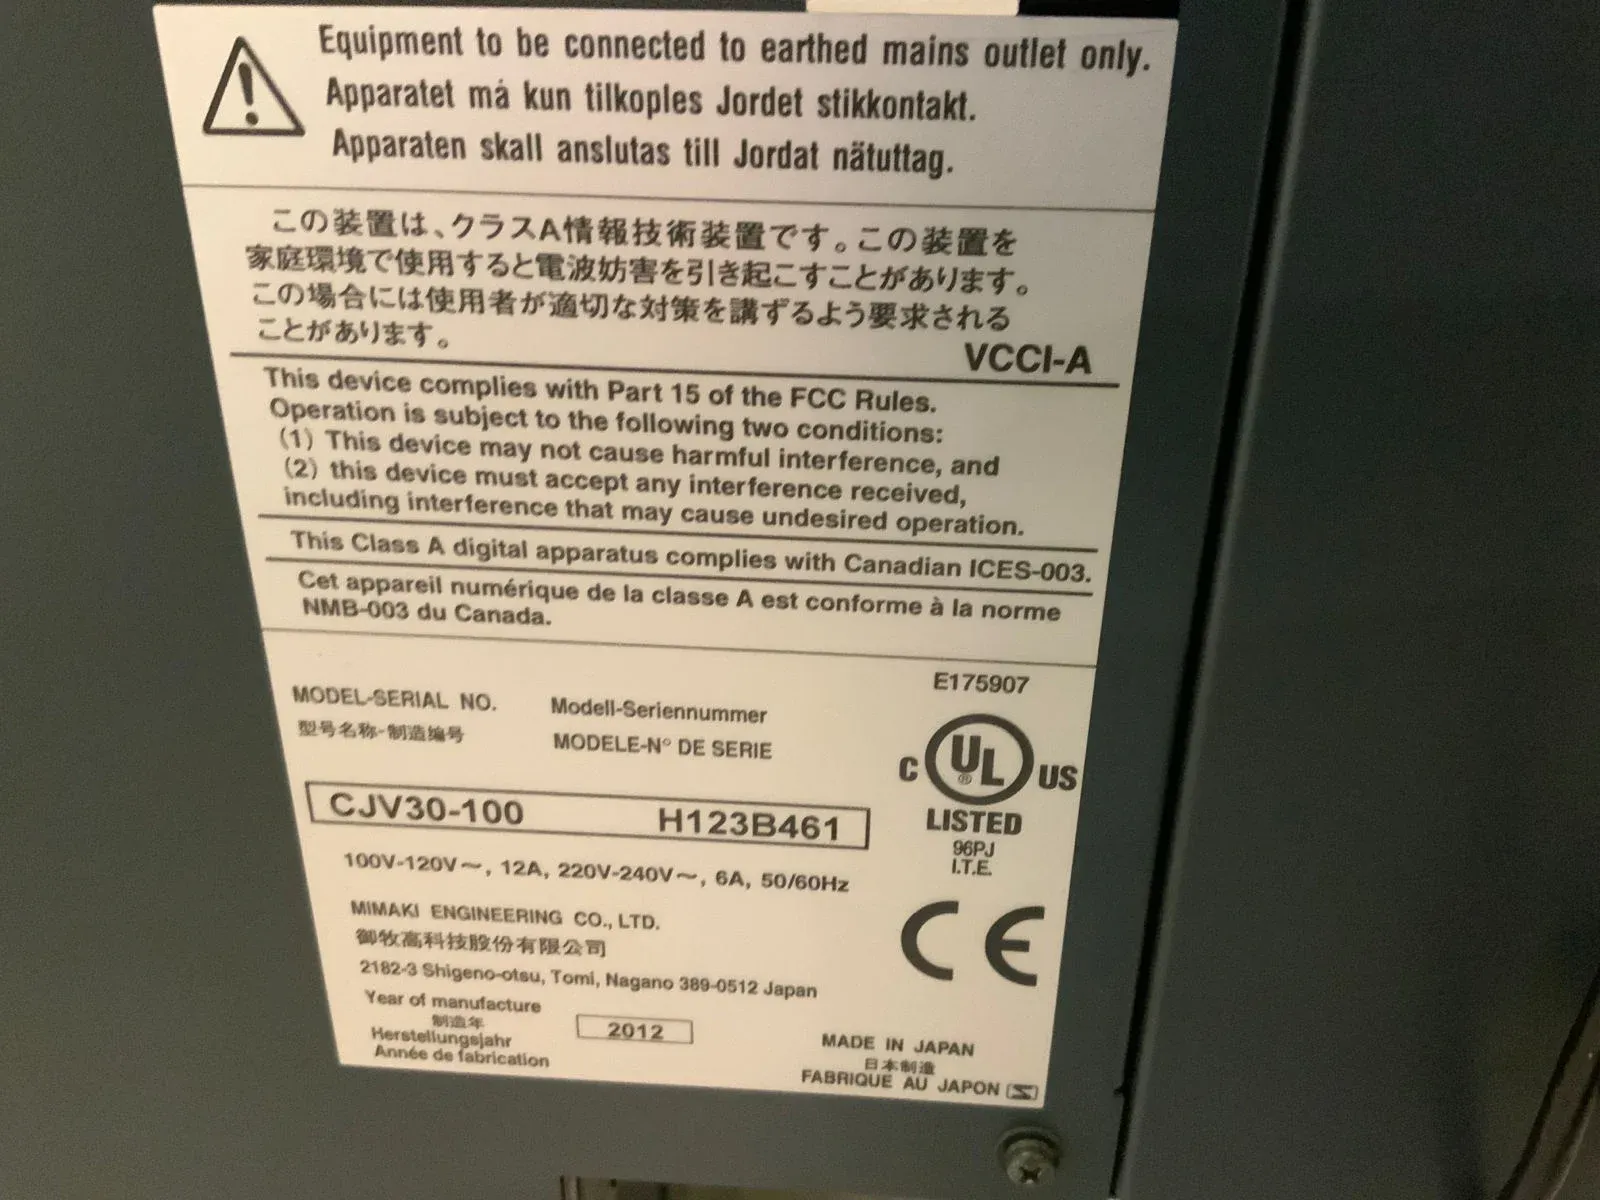 Equipment to be connected to earthed mains outlet only.
Apparatet må kun tilkoples Jordet stikkontakt.
Apparaten skall anslutas till Jordat nätuttag.
この装置は、クラスA情報技術装置です。この装置を
家庭環境で使用すると電波妨害を引き起こすことがあります。
この場合には使用者が適切な対策を講ずるよう要求される
ことがあります。
VCCI-A
This device complies with Part 15 of the FCC Rules.
Operation is subject to the following two conditions:
(1) This device may not cause harmful interference, and
(2) this device must accept any interference received,
including interference that may cause undesired operation.
This Class A digital apparatus complies with Canadian ICES-003.
Cet appareil numérique de la classe A est conforme à la norme
NMB-003 du Canada.
MODEL-SERIAL NO. Modell-Seriennummer
型号名称-制造编号 MODELE-N° DE SERIE
CJV30-100 H123B461
100V-120V～, 12A, 220V-240V～, 6A, 50/60Hz
MIMAKI ENGINEERING CO., LTD.
御牧高科技股份有限公司
2182-3 Shigeno-otsu, Tomi, Nagano 389-0512 Japan
Year of manufacture
制造年
Herstellungsjahr
Année de fabrication
2012
E175907
C UL US
®
LISTED
96PJ
I.T.E.
CE
MADE IN JAPAN
日本制造
FABRIQUE AU JAPON